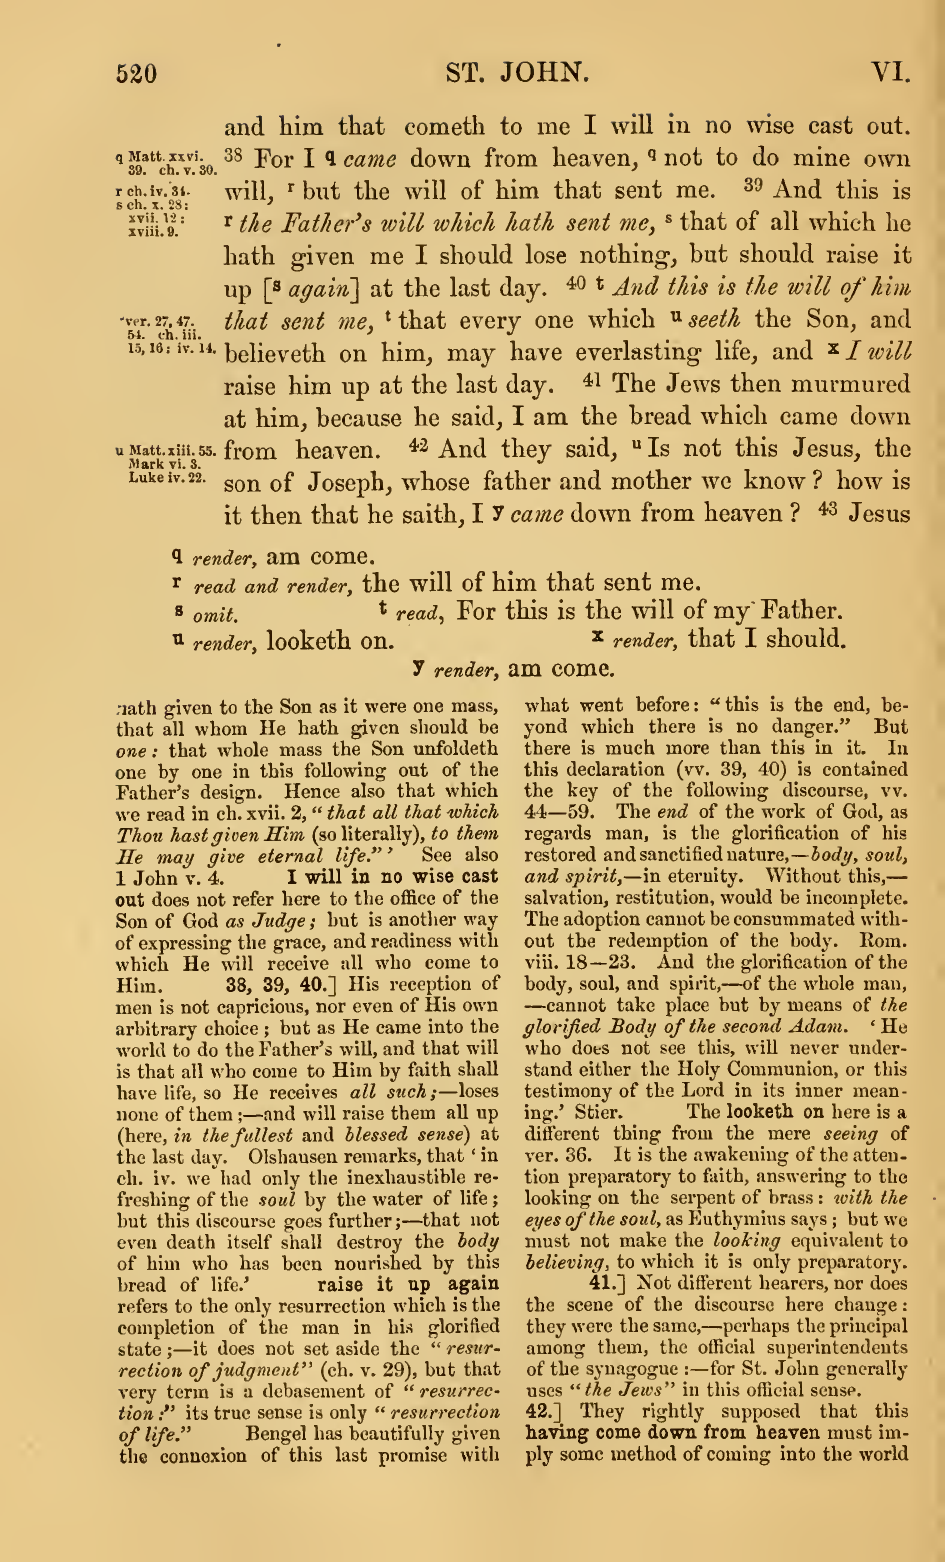 520 ST. JOHN. VI.
and him that cometh to me I will in no wise cast out.
q Matt. xxvi. 39. ch. v. 30.
38 For I q came down from heaven, q not to do mine own
r ch. iv. 34.
s ch. x. 28: xvii. 12: xviii. 9.
will, r but the will of him that sent me. 39 And this is
r the Father's will which hath sent me, s that of all which he
hath given me I should lose nothing, but should raise it
up [s again] at the last day. 40 t And this is the will of him
ver. 27, 47. 54. ch. iii. 15, 16: iv. 14.
that sent me, t that every one which u seeth the Son, and
believeth on him, may have everlasting life, and x I will
raise him up at the last day. 41 The Jews then murmured
at him, because he said, I am the bread which came down
u Matt. xiii. 55. Mark vi. 3. Luke iv. 22.
from heaven. 42 And they said, u Is not this Jesus, the
son of Joseph, whose father and mother we know? how is
it then that he saith, I y came down from heaven? 43 Jesus
q render, am come.
r read and render, the will of him that sent me.
s omit. t read, For this is the will of my Father.
u render, looketh on. x render, that I should.
y render, am come.
hath given to the Son as it were one mass,
that all whom He hath given should be
one: that whole mass the Son unfoldeth
one by one in this following out of the
Father's design. Hence also that which
we read in ch. xvii. 2, "that all that which
Thou hast given Him (so literally), to them
He may give eternal life."' See also
1 John v. 4. I will in no wise cast
out does not refer here to the office of the
Son of God as Judge; but is another way
of expressing the grace, and readiness with
which He will receive all who come to
Him. 38, 39, 40.] His reception of
men is not capricious, nor even of His own
arbitrary choice; but as He came into the
world to do the Father's will, and that will
is that all who come to Him by faith shall
have life, so He receives all such;—loses
none of them;—and will raise them all up
(here, in the fullest and blessed sense) at
the last day. Olshausen remarks, that 'in
ch. iv. we had only the inexhaustible re-
freshing of the soul by the water of life;
but this discourse goes further;—that not
even death itself shall destroy the body
of him who has been nourished by this
bread of life.' raise it up again
refers to the only resurrection which is the
completion of the man in his glorified
state;—it does not set aside the "resur-
rection of judgment" (ch. v. 29), but that
very term is a debasement of "resurrec-
tion:" its true sense is only "resurrection
of life." Bengel has beautifully given
the connexion of this last promise with
what went before: "this is the end, be-
yond which there is no danger." But
there is much more than this in it. In
this declaration (vv. 39, 40) is contained
the key of the following discourse, vv.
44—59. The end of the work of God, as
regards man, is the glorification of his
restored and sanctified nature,—body, soul,
and spirit,—in eternity. Without this,—
salvation, restitution, would be incomplete.
The adoption cannot be consummated with-
out the redemption of the body. Rom.
viii. 18—23. And the glorification of the
body, soul, and spirit,—of the whole man,
—cannot take place but by means of the
glorified Body of the second Adam. 'He
who does not see this, will never under-
stand either the Holy Communion, or this
testimony of the Lord in its inner mean-
ing.' Stier. The looketh on here is a
different thing from the mere seeing of
ver. 36. It is the awakening of the atten-
tion preparatory to faith, answering to the
looking on the serpent of brass: with the
eyes of the soul, as Euthymius says; but we
must not make the looking equivalent to
believing, to which it is only preparatory.
41.] Not different hearers, nor does
the scene of the discourse here change:
they were the same,—perhaps the principal
among them, the official superintendents
of the synagogue:—for St. John generally
uses "the Jews" in this official sense.
42.] They rightly supposed that this
having come down from heaven must im-
ply some method of coming into the world